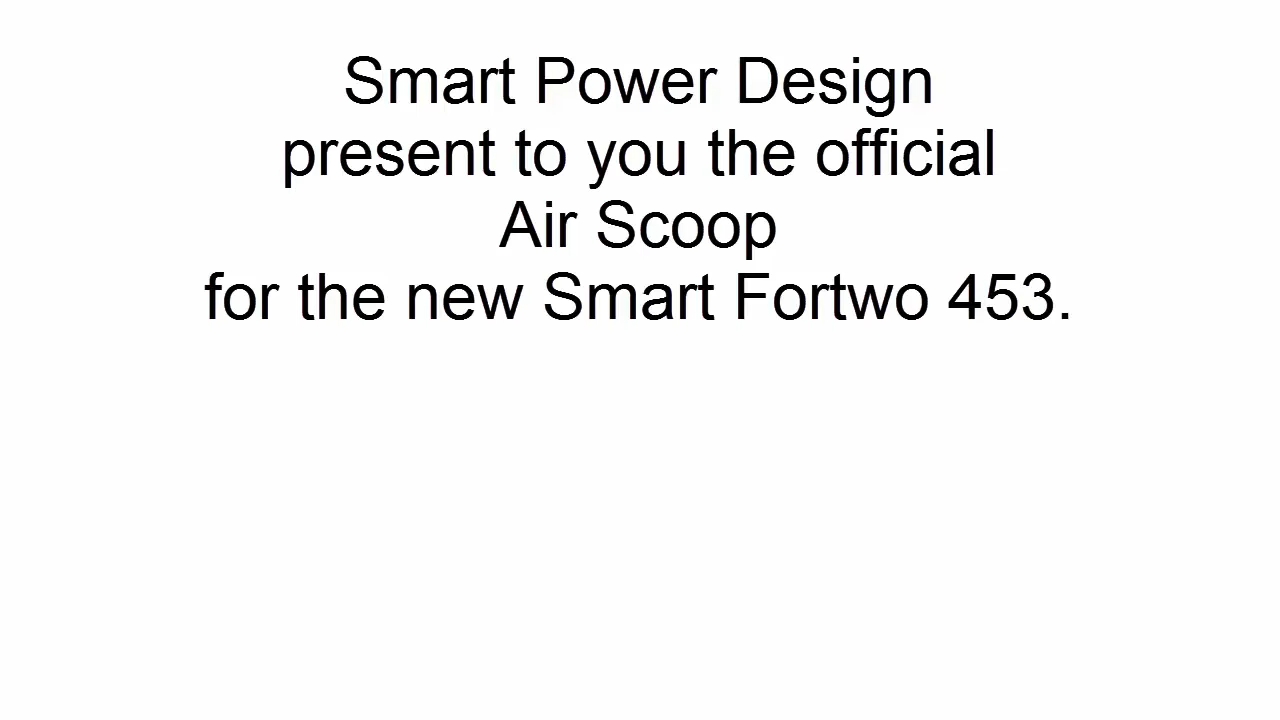 Smart Power Design
present to you the official
Air Scoop
for the new Smart Fortwo 453.